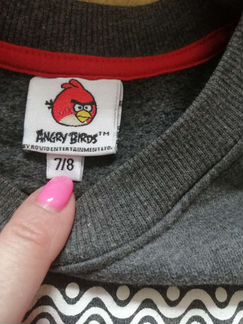 ANGRY BIRDS™
BY ROVIO ENTERTAINMENT LTD.
7/8